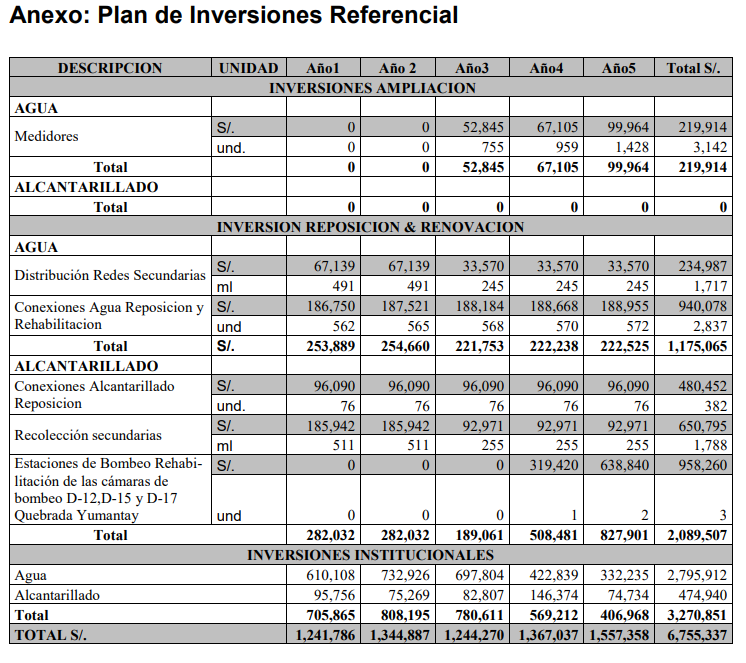 Anexo: Plan de Inversiones Referencial
DESCRIPCION UNIDAD Año1 Año 2 Año3 Año4 Año5 Total S/.
INVERSIONES AMPLIACION
AGUA
Medidores S/. 0 0 52,845 67,105 99,964 219,914
und. 0 0 755 959 1,428 3,142
Total 0 0 52,845 67,105 99,964 219,914
ALCANTARILLADO
Total 0 0 0 0 0 0
INVERSION REPOSICION & RENOVACION
AGUA
Distribución Redes Secundarias S/. 67,139 67,139 33,570 33,570 33,570 234,987
ml 491 491 245 245 245 1,717
Conexiones Agua Reposicion y S/. 186,750 187,521 188,184 188,668 188,955 940,078
Rehabilitacion und 562 565 568 570 572 2,837
Total S/. 253,889 254,660 221,753 222,238 222,525 1,175,065
ALCANTARILLADO
Conexiones Alcantarillado S/. 96,090 96,090 96,090 96,090 96,090 480,452
Reposicion und. 76 76 76 76 76 382
Recolección secundarias S/. 185,942 185,942 92,971 92,971 92,971 650,795
ml 511 511 255 255 255 1,788
Estaciones de Bombeo Rehabi- S/. 0 0 0 319,420 638,840 958,260
litación de las cámaras de
bombeo D-12,D-15 y D-17
Quebrada Yumantay und 0 0 0 1 2 3
Total 282,032 282,032 189,061 508,481 827,901 2,089,507
INVERSIONES INSTITUCIONALES
Agua 610,108 732,926 697,804 422,839 332,235 2,795,912
Alcantarillado 95,756 75,269 82,807 146,374 74,734 474,940
Total 705,865 808,195 780,611 569,212 406,968 3,270,851
TOTAL S/. 1,241,786 1,344,887 1,244,270 1,367,037 1,557,358 6,755,337